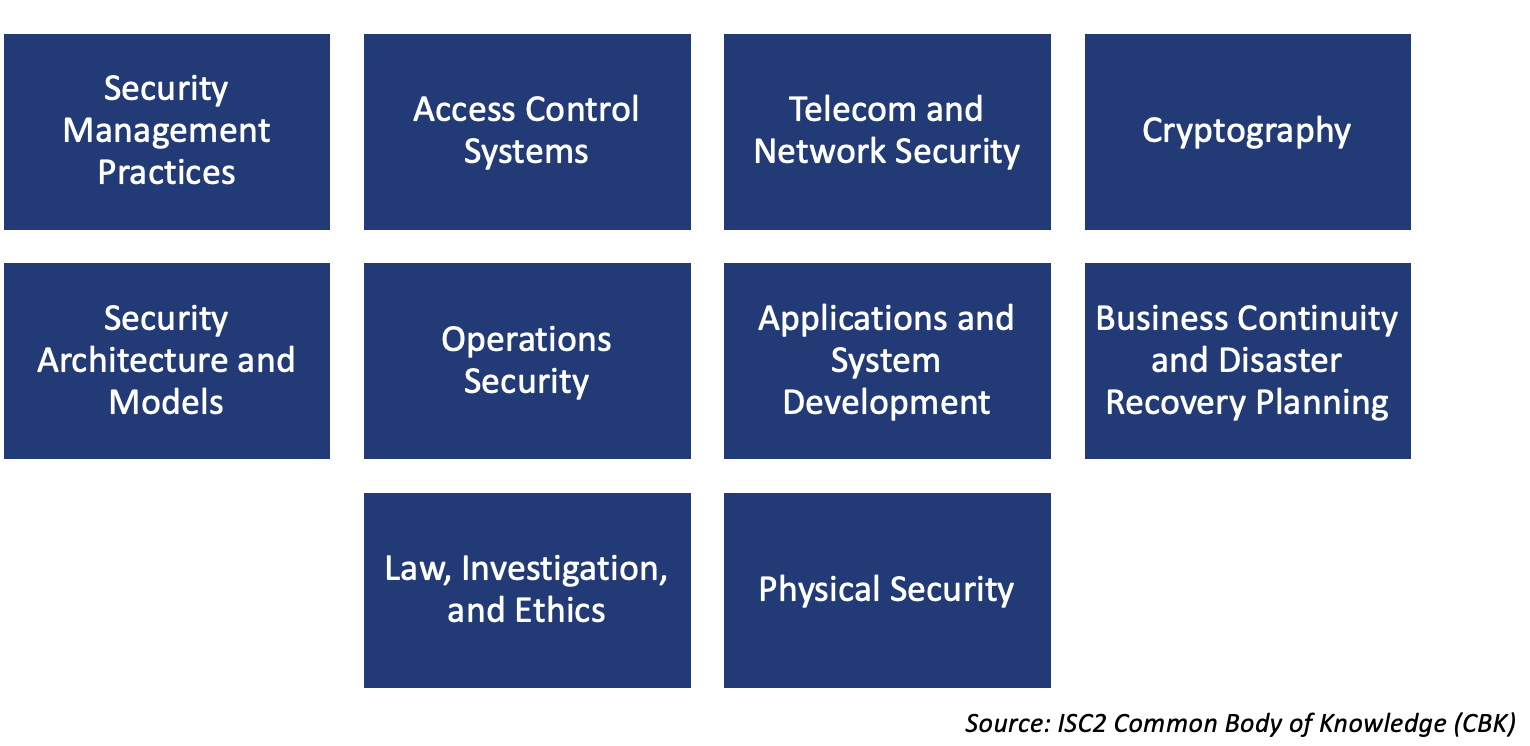 Security
Management
Practices
Access Control
Systems
Telecom and
Network Security
Cryptography
Security
Architecture and
Models
Operations
Security
Applications and
System
Development
Business Continuity
and Disaster
Recovery Planning
Law, Investigation,
and Ethics
Physical Security
Source: ISC2 Common Body of Knowledge (CBK)